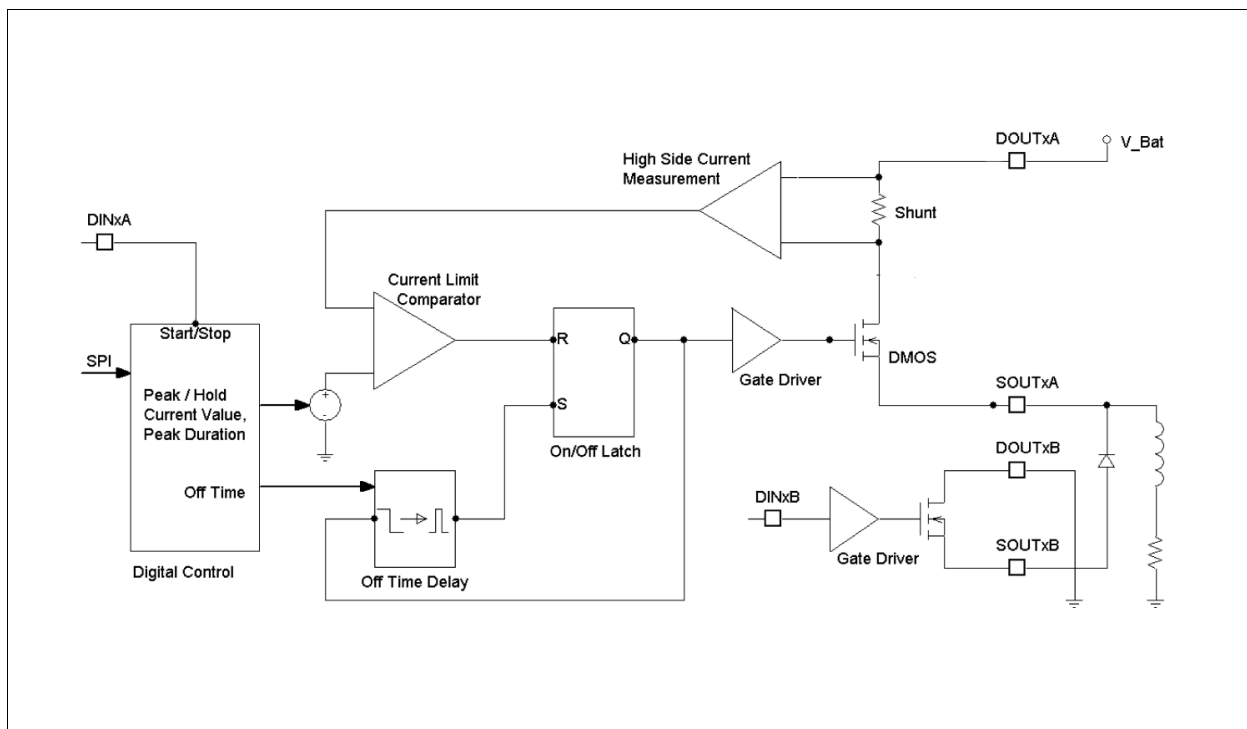 DOUTxA
V_Bat
High Side Current
Measurement
Shunt
DINxA
Current Limit
Comparator
Start/Stop
R
Q
SPI
DMOS
Gate Driver
Peak / Hold
Current Value,
Peak Duration
+
-
S
SOUTxA
On/Off Latch
DOUTxB
Off Time
DINxB
SOUTxB
Gate Driver
Digital Control
Off Time Delay